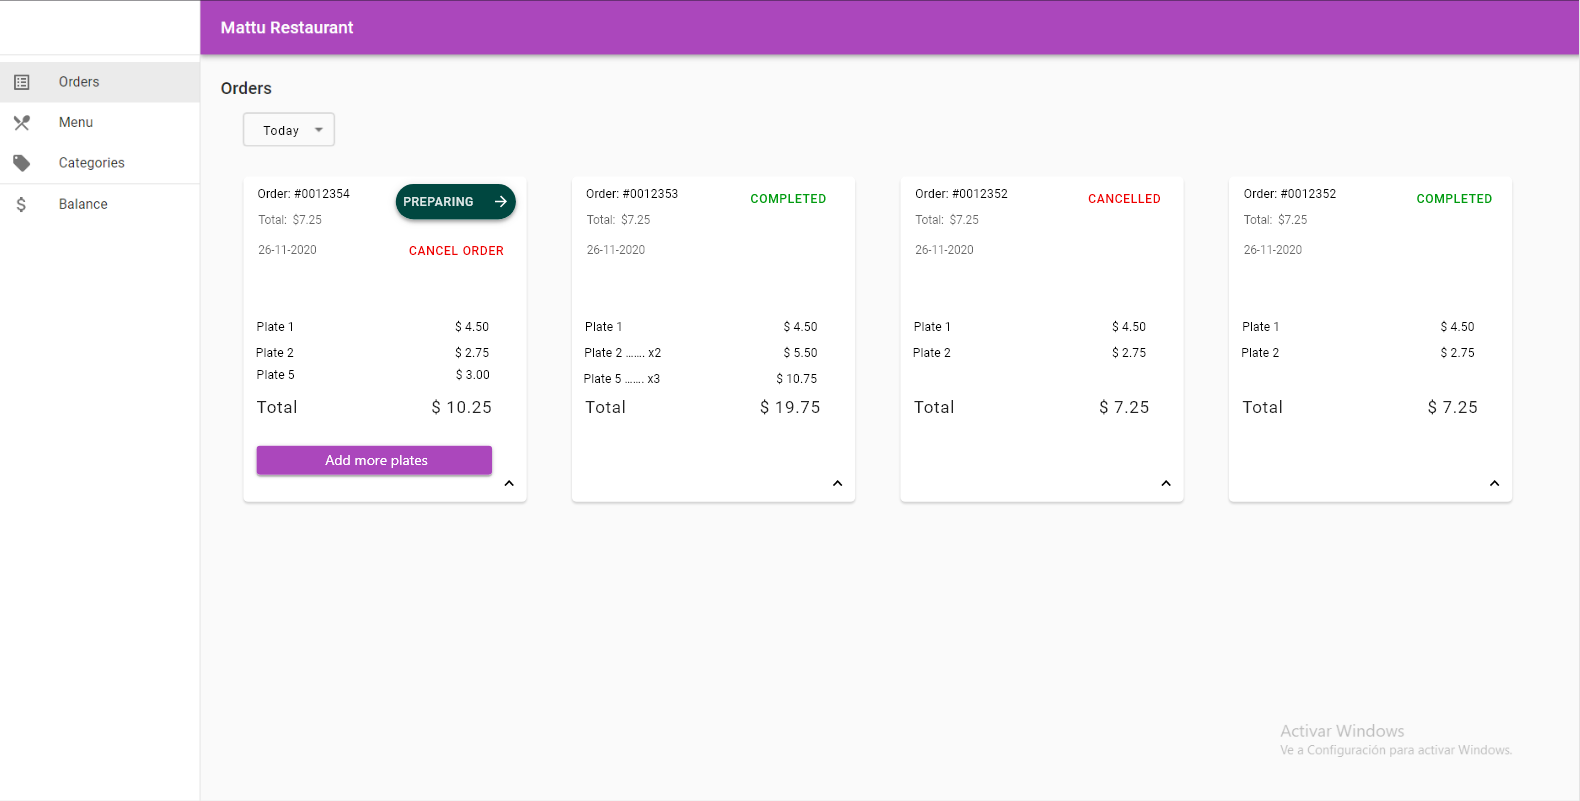 Mattu Restaurant
Orders
Menu
Categories
Balance
Orders
Today
Order: #0012354
PREPARING
Total: $7.25
26-11-2020
CANCEL ORDER
Plate 1 $ 4.50
Plate 2 $ 2.75
Plate 5 $ 3.00
Total $ 10.25
Add more plates
Order: #0012353
COMPLETED
Total: $7.25
26-11-2020
Plate 1 $ 4.50
Plate 2 ....... x2 $ 5.50
Plate 5 ....... x3 $ 10.75
Total $ 19.75
Order: #0012352
CANCELLED
Total: $7.25
26-11-2020
Plate 1 $ 4.50
Plate 2 $ 2.75
Total $ 7.25
Order: #0012352
COMPLETED
Total: $7.25
26-11-2020
Plate 1 $ 4.50
Plate 2 $ 2.75
Total $ 7.25
Activar Windows
Ve a Configuración para activar Windows.